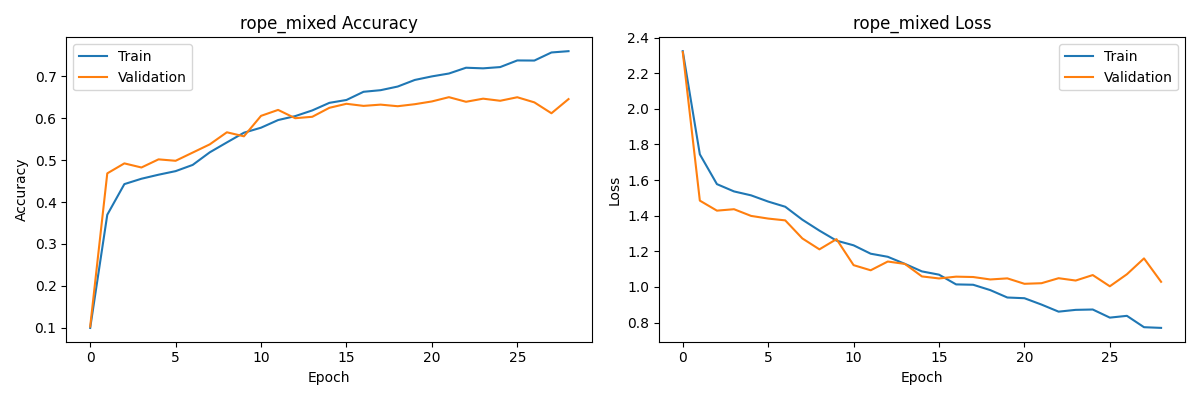 rope_mixed Accuracy
Train
Validation
0.7
0.6
0.5
0.4
0.3
0.2
0.1
Accuracy
0 5 10 15 20 25
Epoch
rope_mixed Loss
Train
Validation
2.4
2.2
2.0
1.8
1.6
1.4
1.2
1.0
0.8
Loss
0 5 10 15 20 25
Epoch